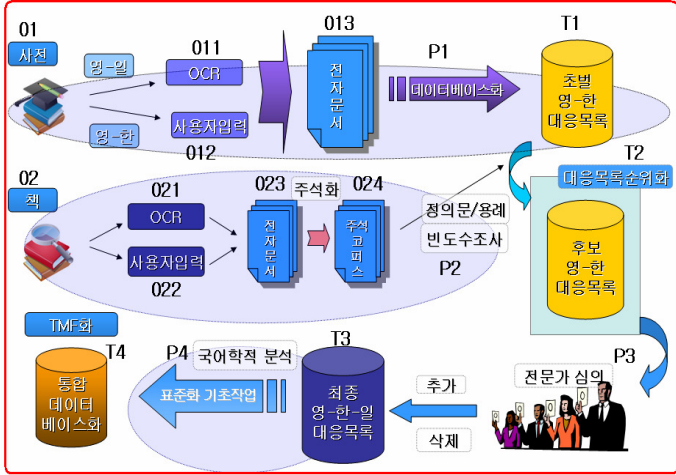 01
사전
영-일
영-한
011
OCR
사용자입력
012
013
전
자
문
서
P1
데이터베이스화
T1
초벌
영-한
대응목록
02
책
021
OCR
사용자입력
022
023
전
자
문
서
주석화
024
주
석
코
퍼
스
정의문/용례
빈도수조사
P2
T2
대응목록순위화
후보
영-한
대응목록
P3
전문가 심의
추가
삭제
T3
최종
영-한-일
대응목록
국어학적 분석
P4
표준화 기초작업
TMF화
T4
통합
데이터
베이스화